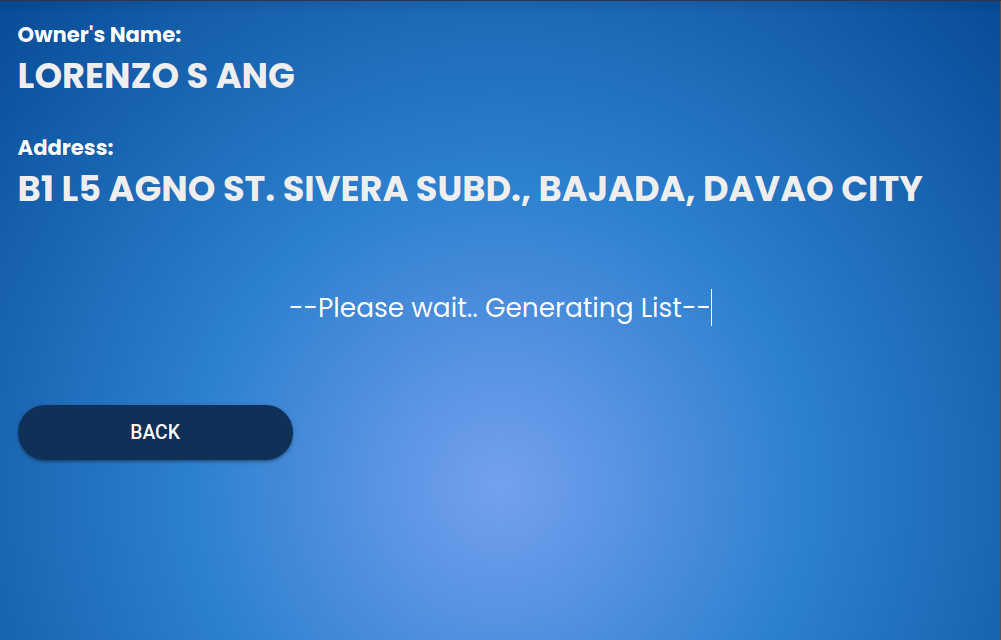 Owner's Name:
LORENZO S ANG
Address:
B1 L5 AGNO ST. SIVERA SUBD., BAJADA, DAVAO CITY
--Please wait.. Generating List--
BACK